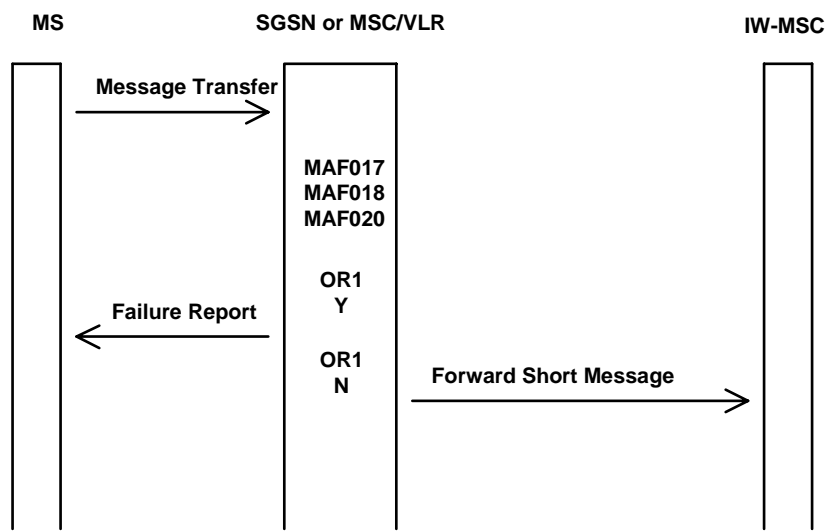 MS
SGSN or MSC/VLR
IW-MSC
Message Transfer
MAF017
MAF018
MAF020
OR1
Y
Failure Report
OR1
N
Forward Short Message